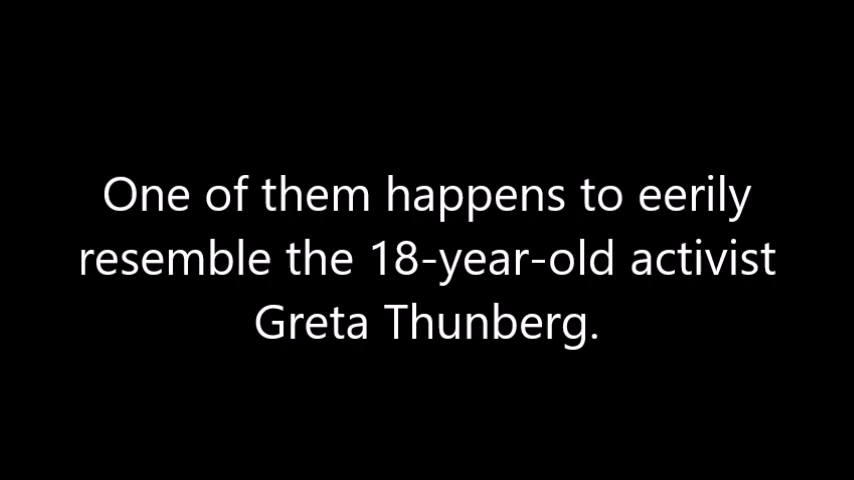 One of them happens to eerily
resemble the 18-year-old activist
Greta Thunberg.